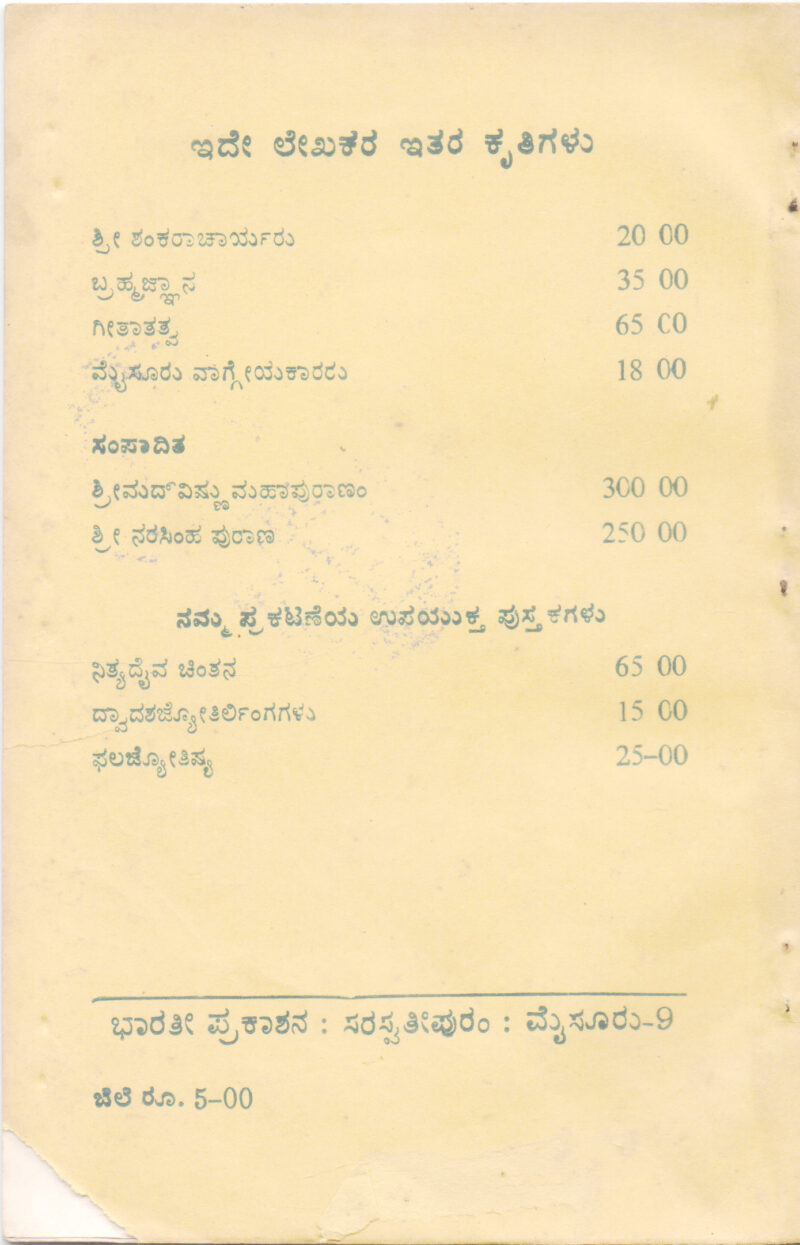 ಇದೇ ಲೇಖಕರ ಇತರ ಕೃತಿಗಳು
ಶ್ರೀ ಶಂಕರಾಚಾರ್ಯರು 20 00
ಬ್ರಹ್ಮಜ್ಞಾನ 35 00
ಗೀತಾತತ್ವ 65 00
ಮೈಸೂರು ವಾಗ್ಗೇಯಕಾರರು 18 00
ಸಂಪಾದಿತ
ಶ್ರೀಮದ್‌ವಿಷ್ಣುಮಹಾಪುರಾಣಂ 300 00
ಶ್ರೀ ನರಸಿಂಹ ಪುರಾಣ 250 00
ನಮ್ಮ ಪ್ರಕಟಣೆಯ ಉಪಯುಕ್ತ ಪುಸ್ತಕಗಳು
ನಿತ್ಯದೈವ ಚಿಂತನ 65 00
ದ್ವಾದಶಜ್ಯೋತಿರ್ಲಿಂಗಗಳು 15 00
ಫಲಜ್ಯೋತಿಷ್ಯ 25-00
ಭಾರತೀ ಪ್ರಕಾಶನ : ಸರಸ್ವತೀಪುರಂ : ಮೈಸೂರು-9
ಬೆಲೆ ರೂ. 5-00